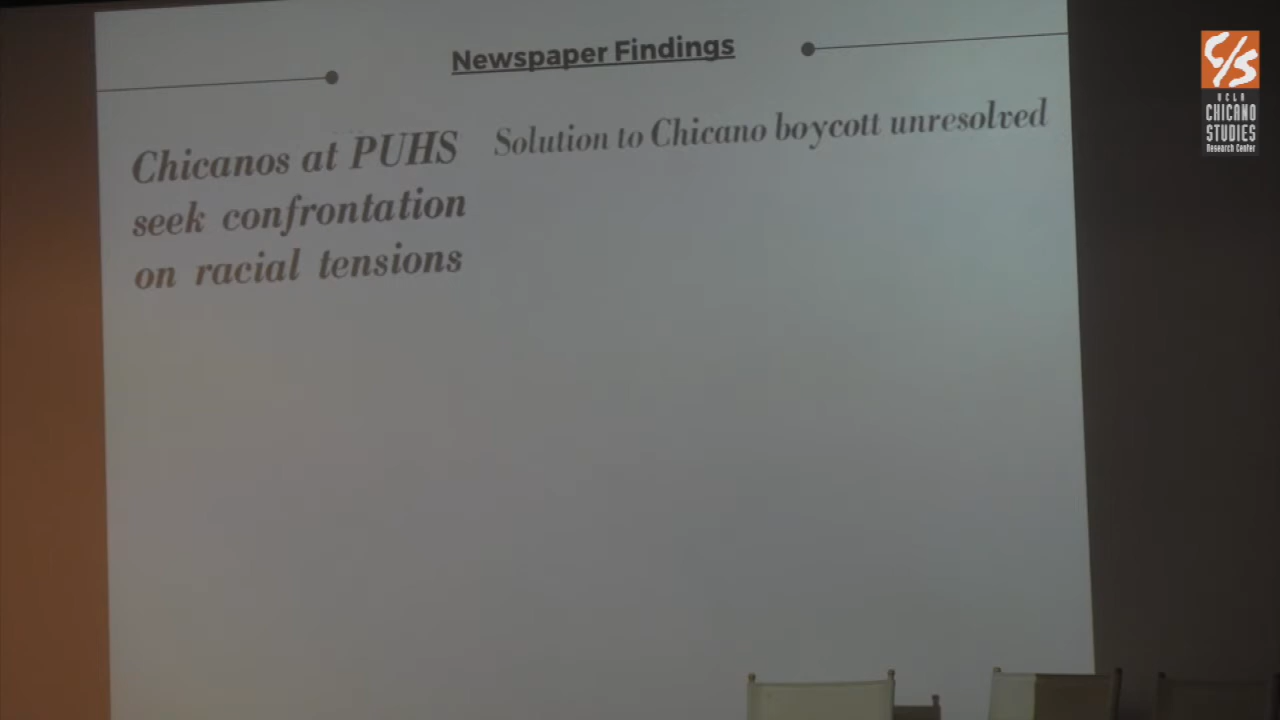 Newspaper Findings
Chicanos at PUHS
seek confrontation
on racial tensions
Solution to Chicano boycott unresolved
C/S
UCLA
CHICANO
STUDIES
Research Center